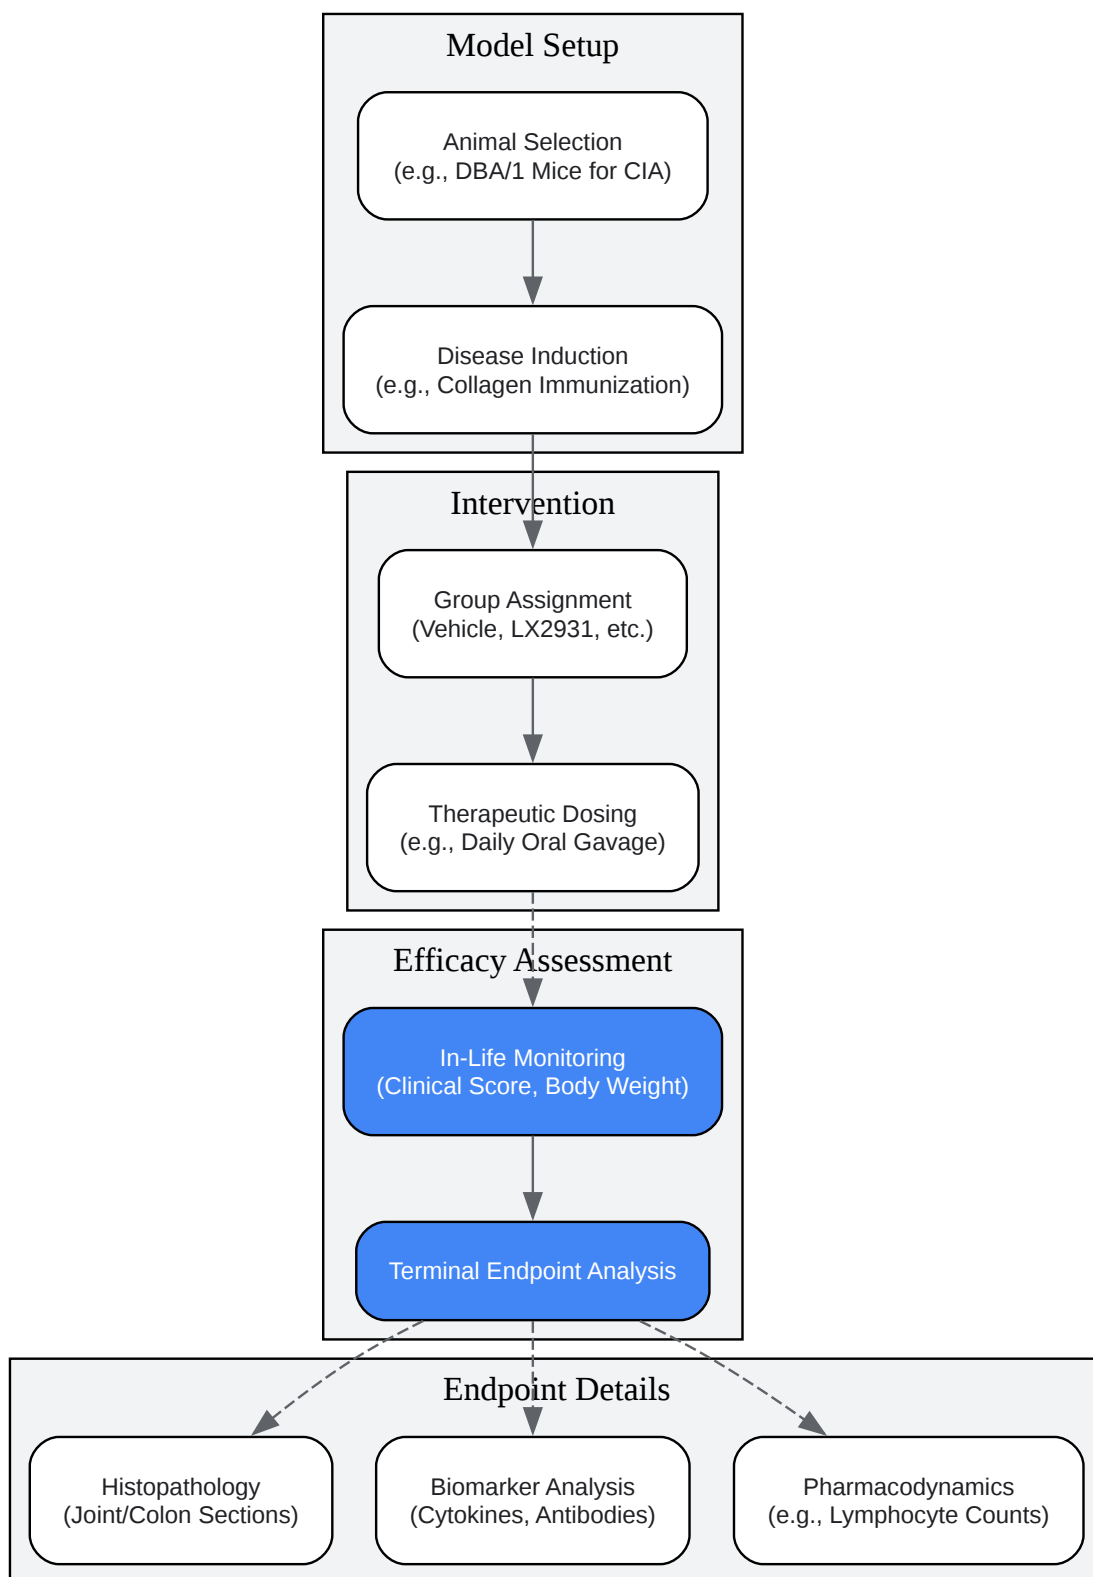 Model Setup
Animal Selection
(e.g., DBA/1 Mice for CIA)
Disease Induction
(e.g., Collagen Immunization)
Intervention
Group Assignment
(Vehicle, LX2931, etc.)
Therapeutic Dosing
(e.g., Daily Oral Gavage)
Efficacy Assessment
In-Life Monitoring
(Clinical Score, Body Weight)
Terminal Endpoint Analysis
Endpoint Details
Histopathology
(Joint/Colon Sections)
Biomarker Analysis
(Cytokines, Antibodies)
Pharmacodynamics
(e.g., Lymphocyte Counts)